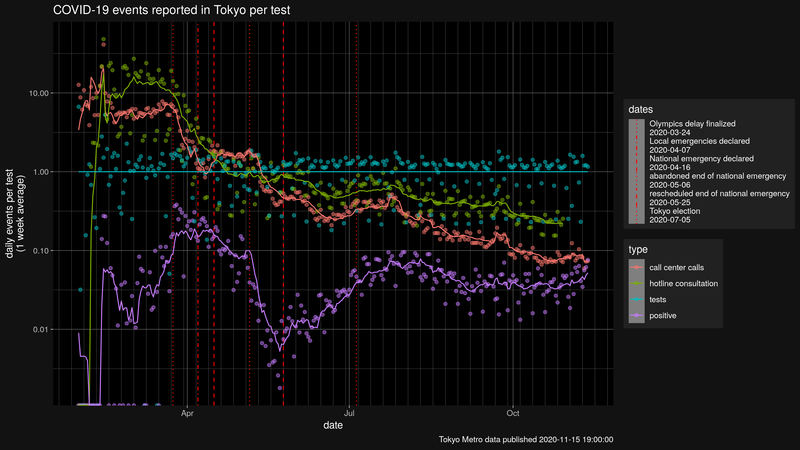 COVID-19 events reported in Tokyo per test
daily events per test
(1 week average)
10.00
1.00
0.10
0.01
Apr
Jul
Oct
date
dates
Olympics delay finalized
2020-03-24
Local emergencies declared
2020-04-07
National emergency declared
2020-04-16
abandoned end of national emergency
2020-05-06
rescheduled end of national emergency
2020-05-25
Tokyo election
2020-07-05
type
call center calls
hotline consultation
tests
positive
Tokyo Metro data published 2020-11-15 19:00:00